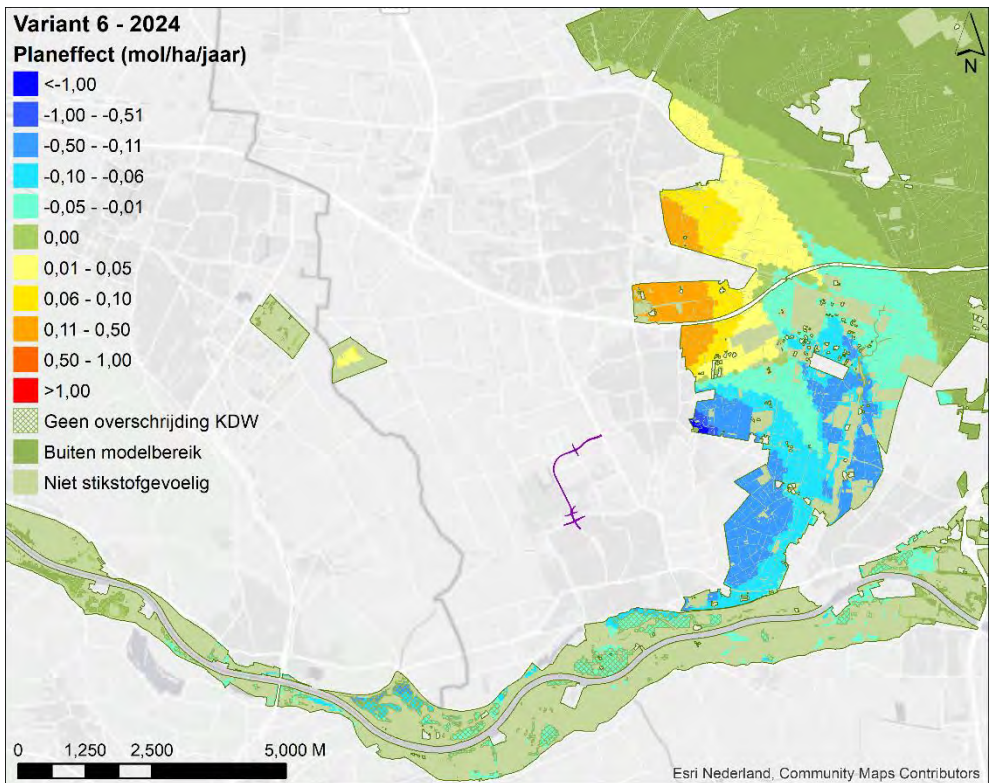 Variant 6 - 2024
Planeffect (mol/ha/jaar)
<-1,00
-1,00 - -0,51
-0,50 - -0,11
-0,10 - -0,06
-0,05 - -0,01
0,00
0,01 - 0,05
0,06 - 0,10
0,11 - 0,50
0,50 - 1,00
>1,00
Geen overschrijding KDW
Buiten modelbereik
Niet stikstofgevoelig
N
0 1,250 2,500 5,000 M
Esri Nederland, Community Maps Contributors